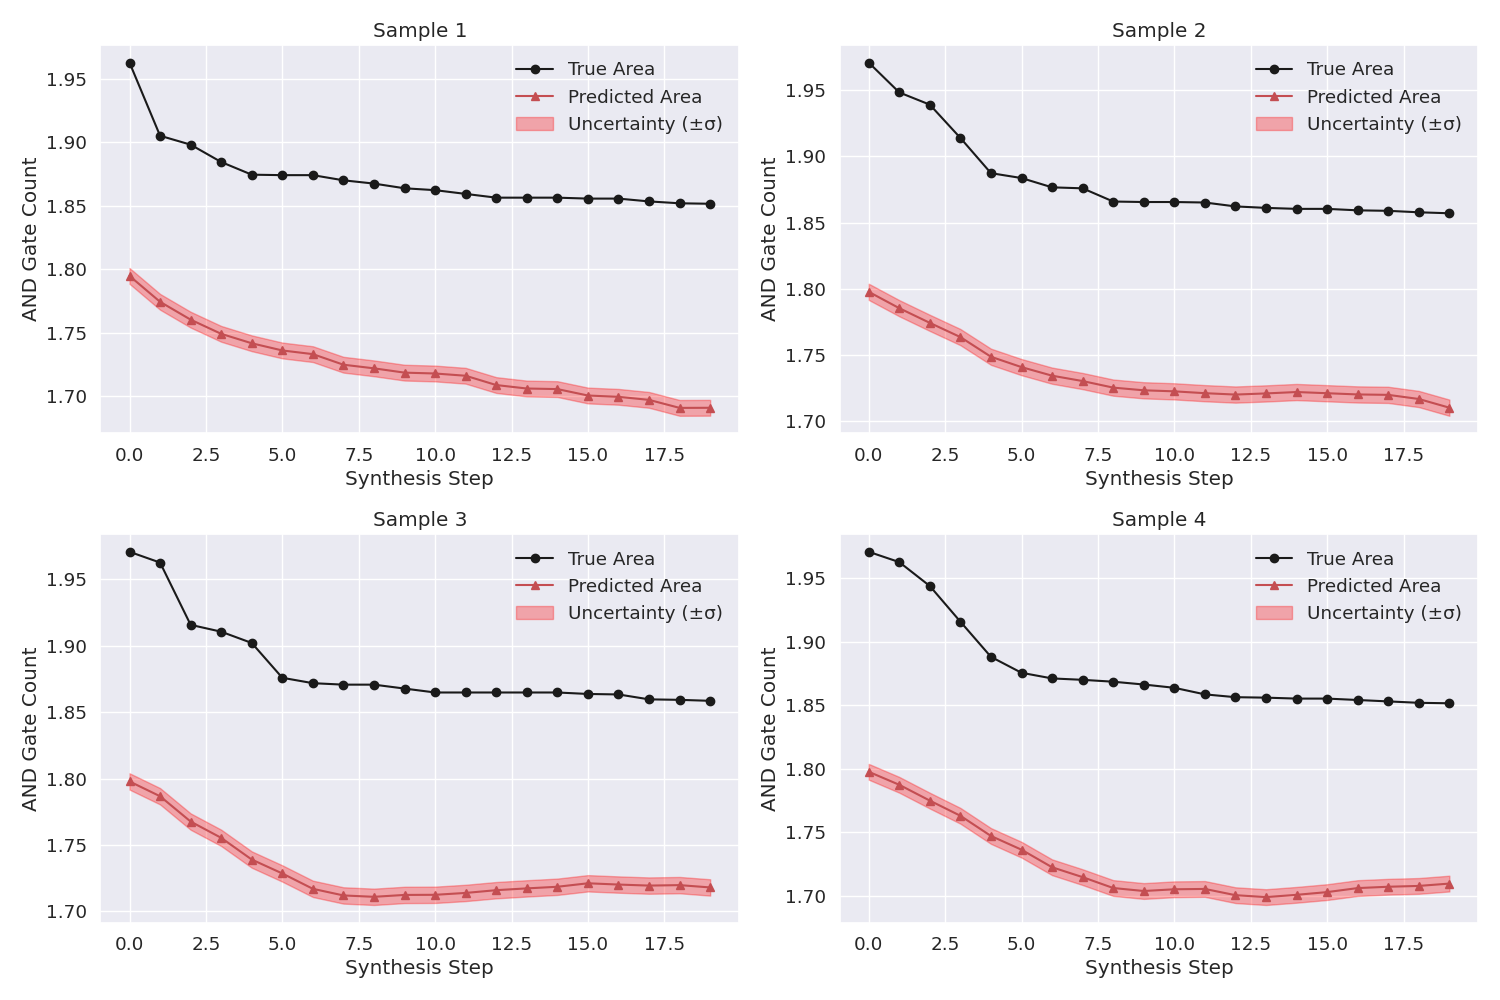 Sample 1
AND Gate Count
1.95
1.90
1.85
1.80
1.75
1.70
True Area
Predicted Area
Uncertainty (±σ)
0.0 2.5 5.0 7.5 10.0 12.5 15.0 17.5
Synthesis Step
Sample 2
AND Gate Count
1.95
1.90
1.85
1.80
1.75
1.70
True Area
Predicted Area
Uncertainty (±σ)
0.0 2.5 5.0 7.5 10.0 12.5 15.0 17.5
Synthesis Step
Sample 3
AND Gate Count
1.95
1.90
1.85
1.80
1.75
1.70
True Area
Predicted Area
Uncertainty (±σ)
0.0 2.5 5.0 7.5 10.0 12.5 15.0 17.5
Synthesis Step
Sample 4
AND Gate Count
1.95
1.90
1.85
1.80
1.75
1.70
True Area
Predicted Area
Uncertainty (±σ)
0.0 2.5 5.0 7.5 10.0 12.5 15.0 17.5
Synthesis Step